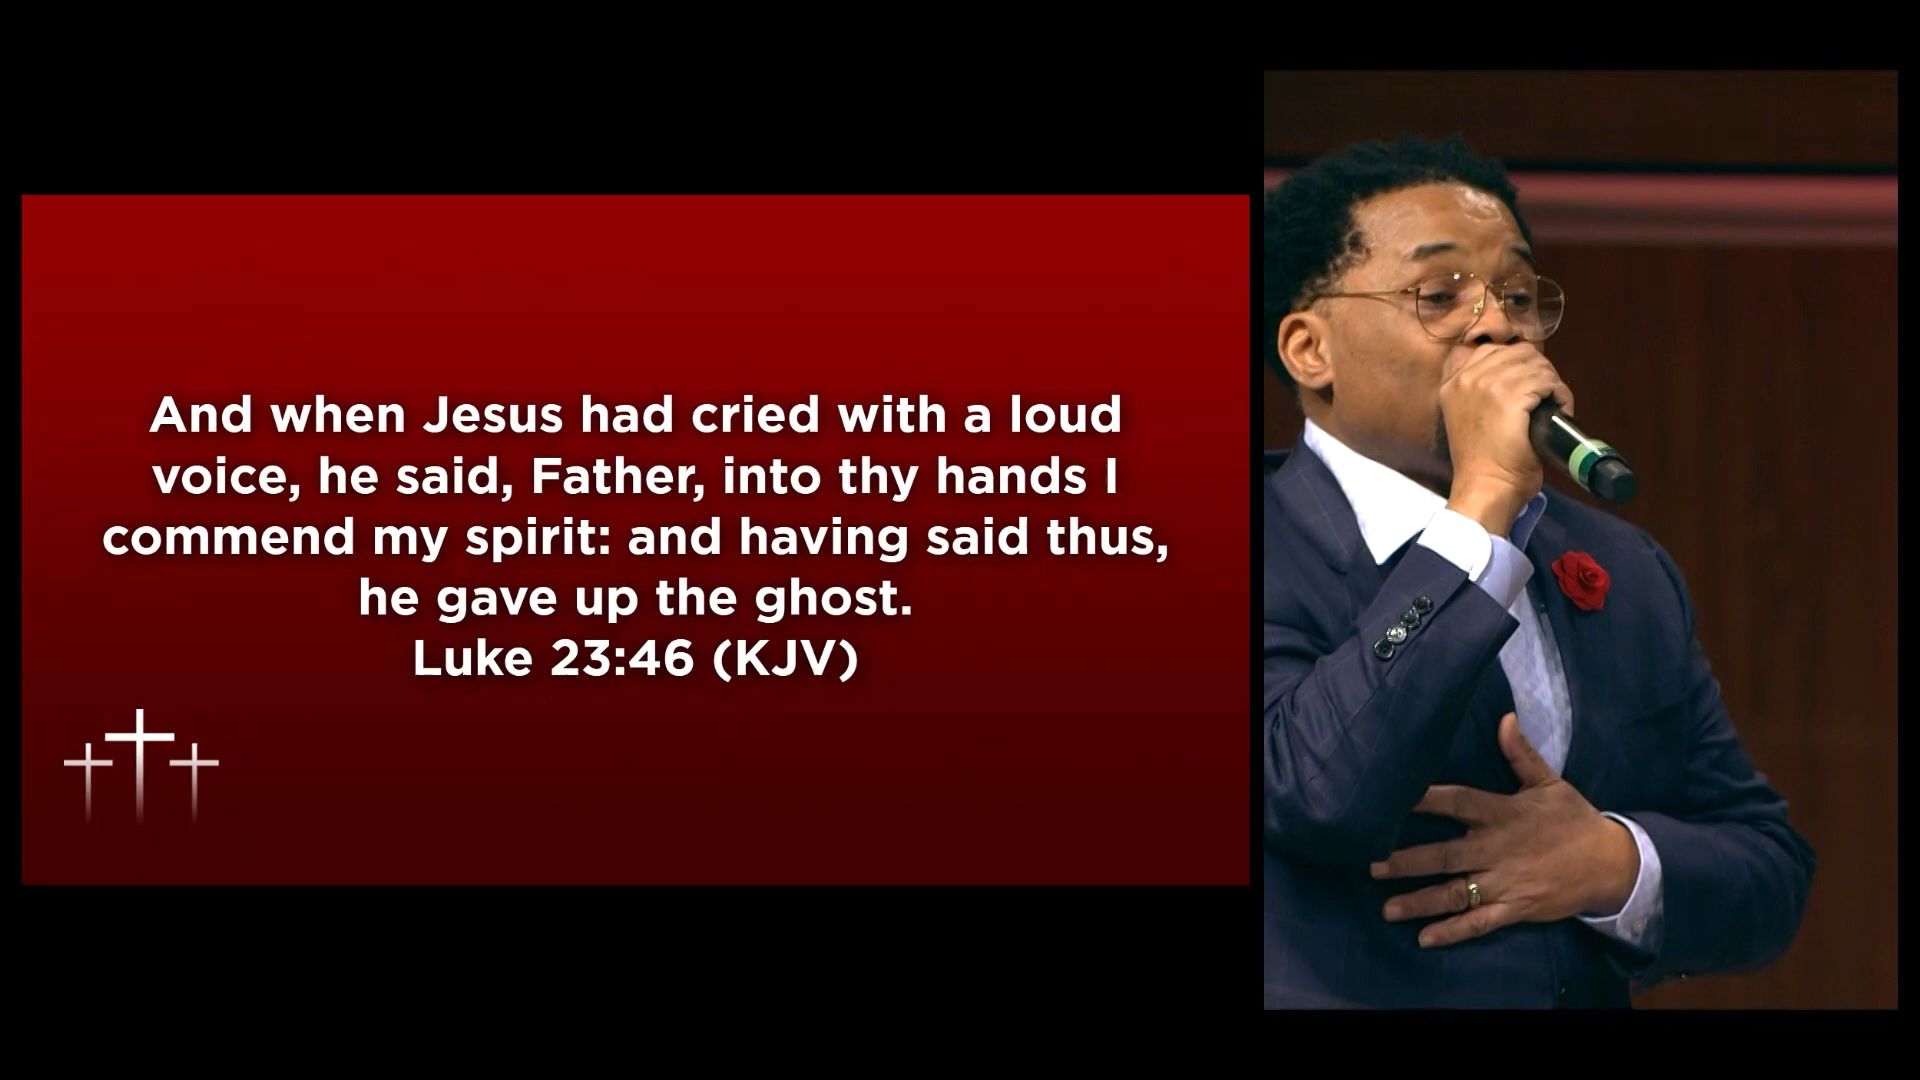 And when Jesus had cried with a loud
voice, he said, Father, into thy hands I
commend my spirit: and having said thus,
he gave up the ghost.
Luke 23:46 (KJV)